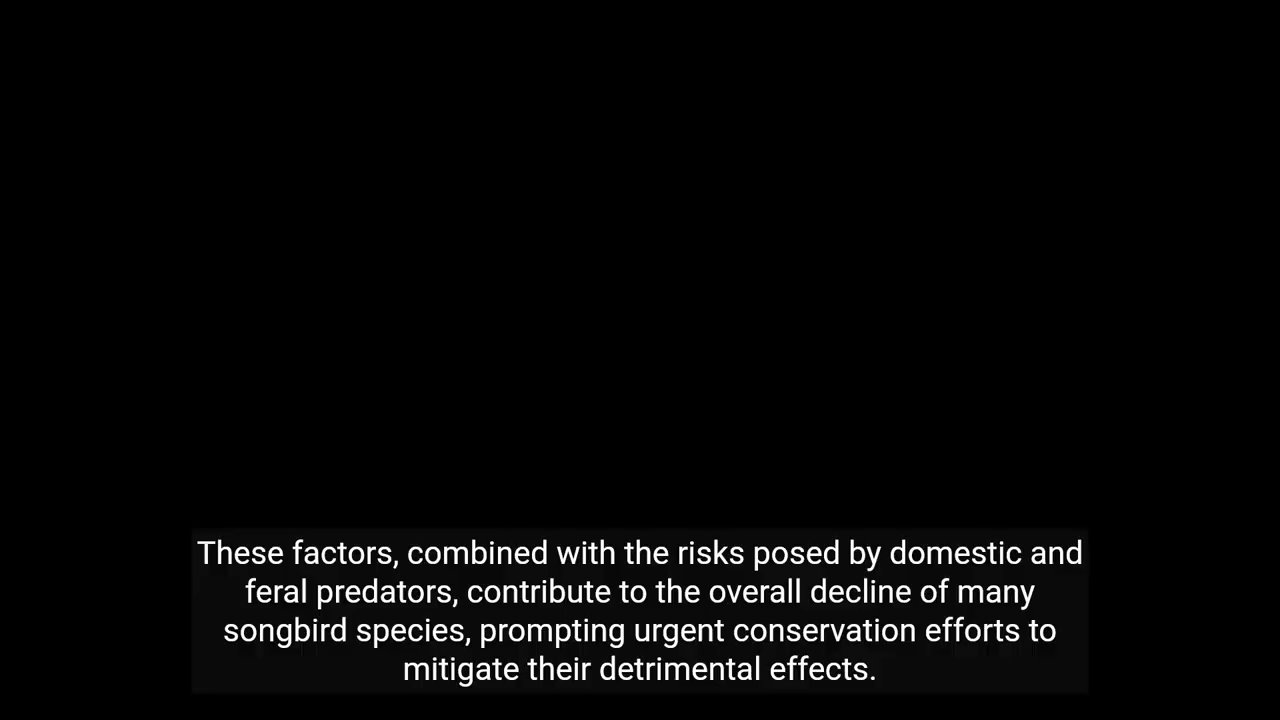 These factors, combined with the risks posed by domestic and
feral predators, contribute to the overall decline of many
songbird species, prompting urgent conservation efforts to
mitigate their detrimental effects.